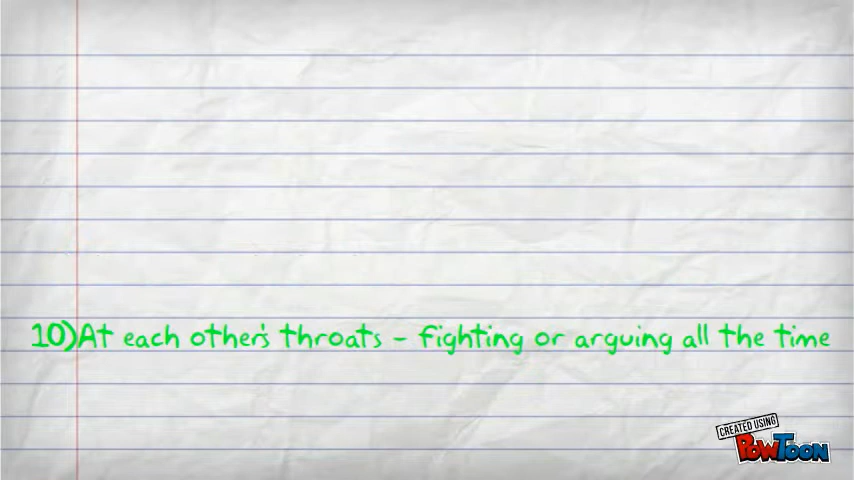 10)At each other's throats - fighting or arguing all the time
CREATED USING
POWTOON